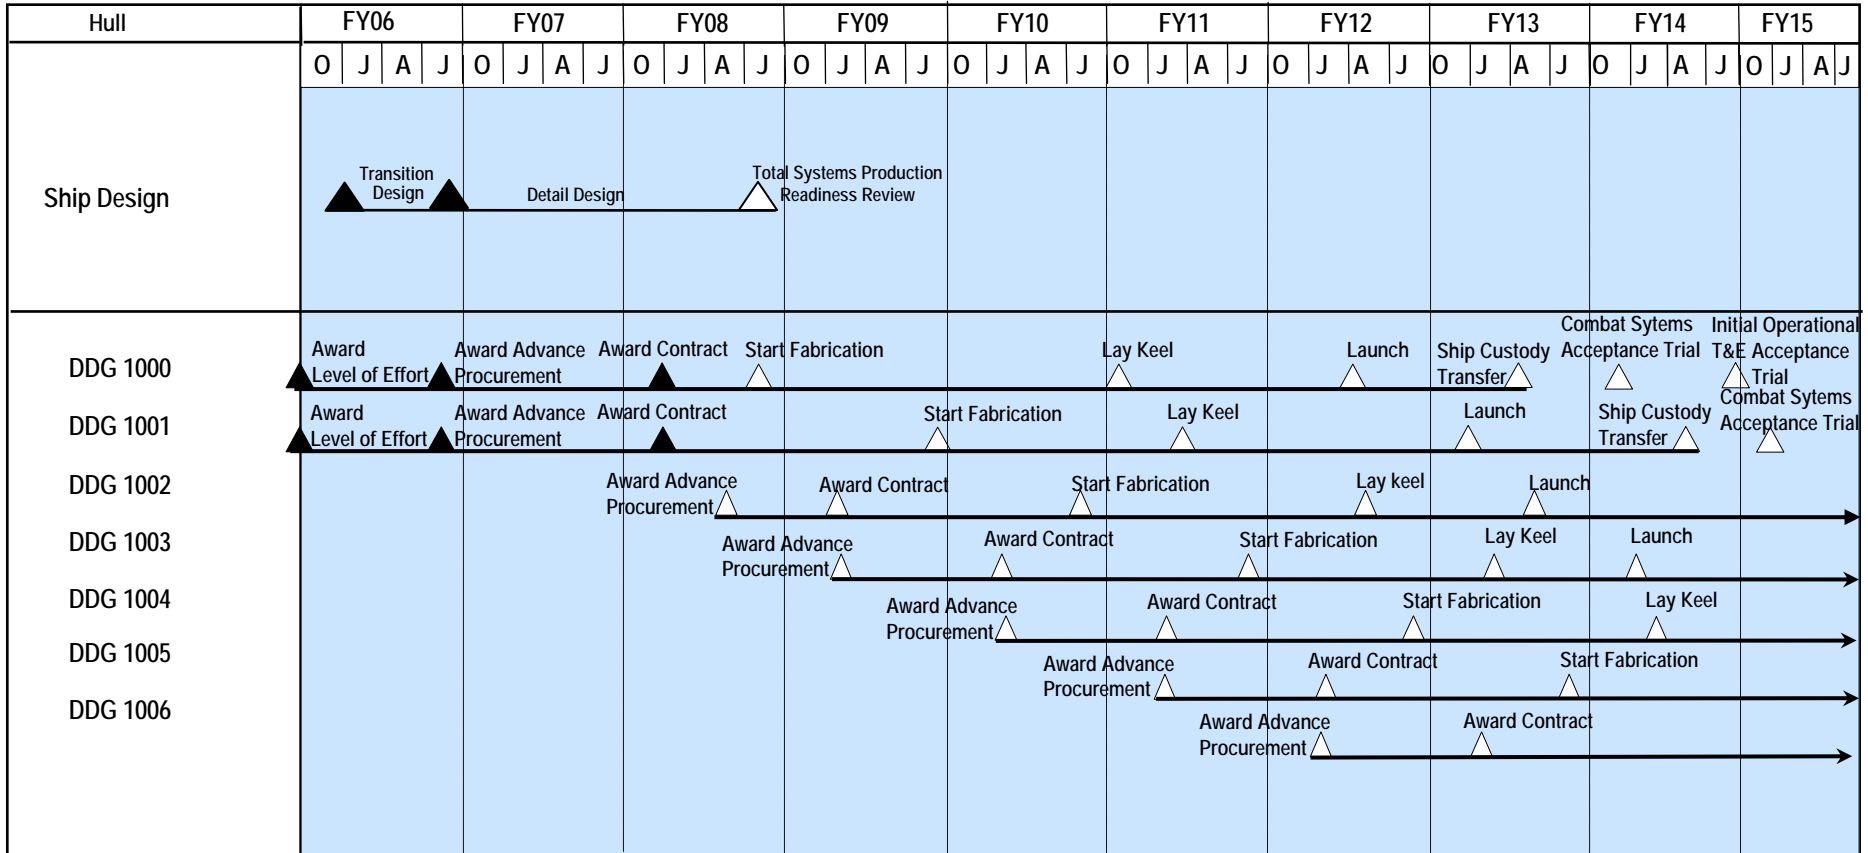 Hull FY06 FY07 FY08 FY09 FY10 FY11 FY12 FY13 FY14 FY15
O J A J O J A J O J A J O J A J O J A J O J A J O J A J O J A J O J A J O J A J
Ship Design
Transition
Design
Detail Design
Total Systems Production
Readiness Review
DDG 1000
Award
Level of Effort
Award Advance
Procurement
Award Contract
Start Fabrication
Lay Keel
Launch
Ship Custody
Transfer
Combat Sytems
Acceptance Trial
Initial Operational
T&E Acceptance
Trial
DDG 1001
Award
Level of Effort
Award Advance
Procurement
Award Contract
Start Fabrication
Lay Keel
Launch
Ship Custody
Transfer
Combat Sytems
Acceptance Trial
DDG 1002
Award Advance
Procurement
Award Contract
Start Fabrication
Lay keel
Launch
DDG 1003
Award Advance
Procurement
Award Contract
Start Fabrication
Lay Keel
Launch
DDG 1004
Award Advance
Procurement
Award Contract
Start Fabrication
Lay Keel
DDG 1005
Award Advance
Procurement
Award Contract
Start Fabrication
DDG 1006
Award Advance
Procurement
Award Contract